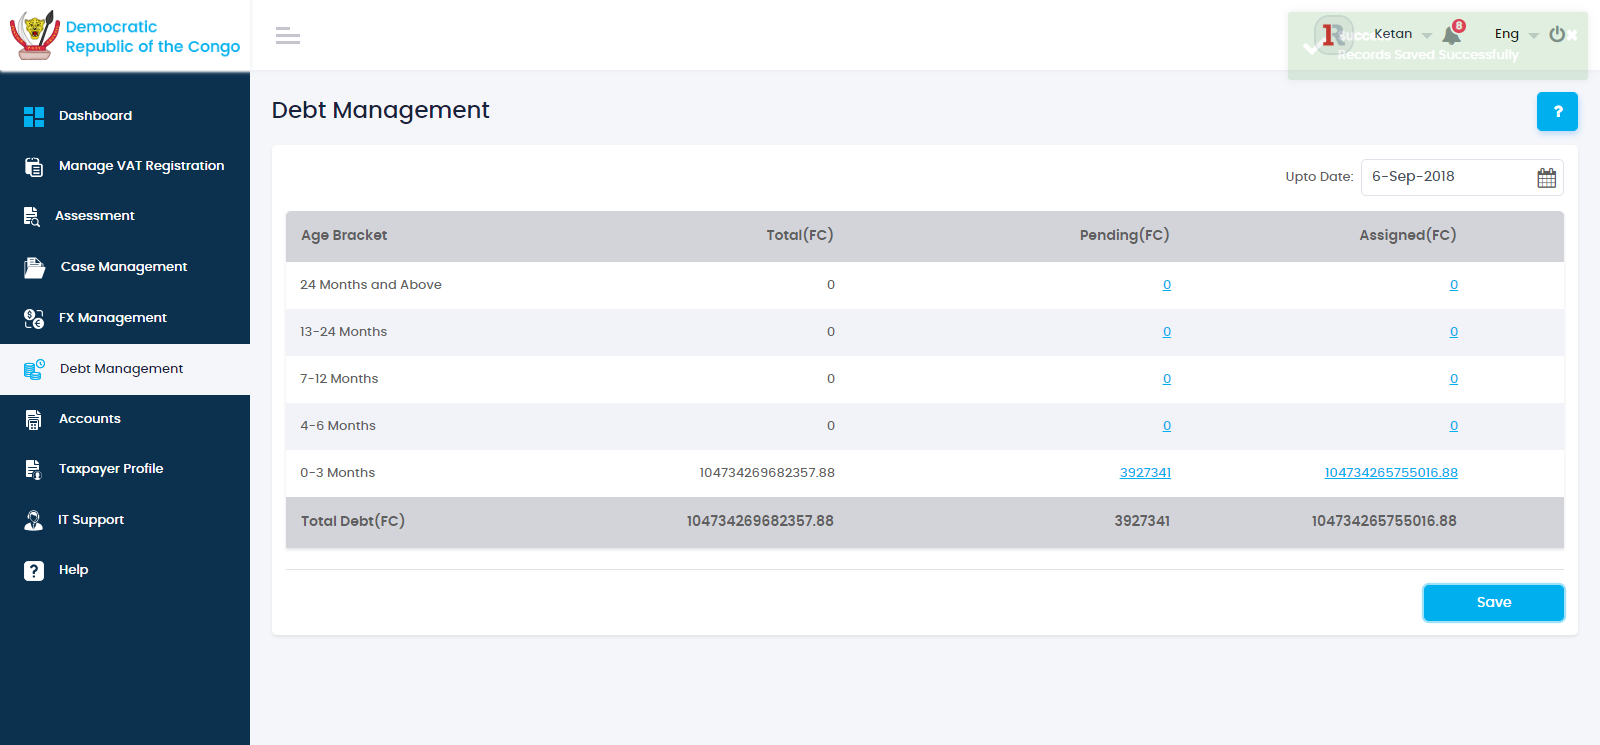 Democratic
Republic of the Congo
Ketan
8
Eng
Records Saved Successfully
Dashboard
Manage VAT Registration
Assessment
Case Management
FX Management
Debt Management
Accounts
Taxpayer Profile
IT Support
Help
Debt Management
?
Upto Date: 6-Sep-2018
Age Bracket Total(FC) Pending(FC) Assigned(FC)
24 Months and Above 0 0 0
13-24 Months 0 0 0
7-12 Months 0 0 0
4-6 Months 0 0 0
0-3 Months 104734269682357.88 3927341 104734265755016.88
Total Debt(FC) 104734269682357.88 3927341 104734265755016.88
Save